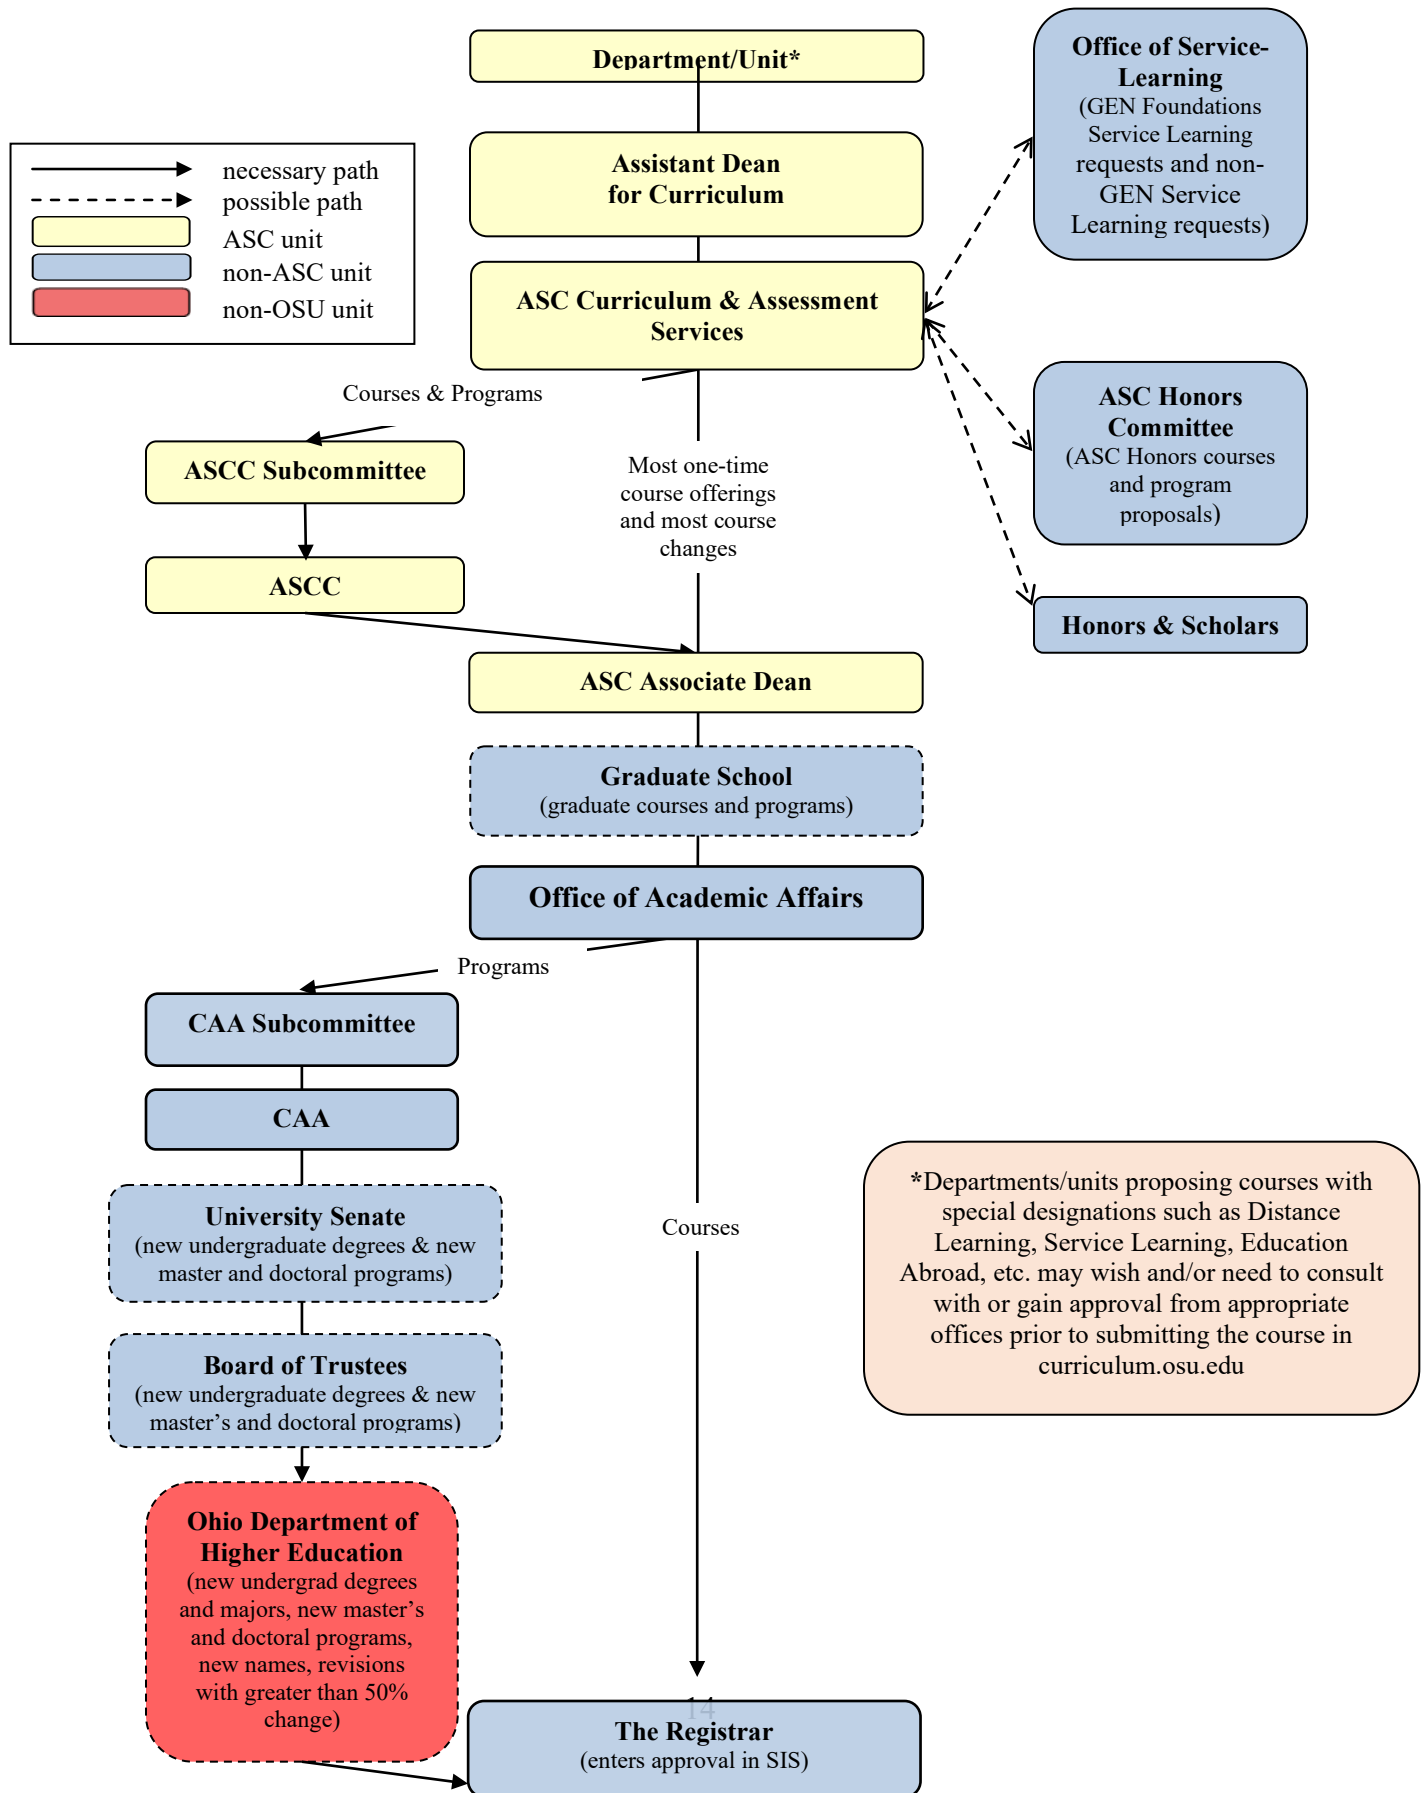 Department/Unit*
Office of Service-
Learning
(GEN Foundations
Service Learning
requests and non-
GEN Service
Learning requests)
necessary path
possible path
ASC unit
non-ASC unit
non-OSU unit
Assistant Dean
for Curriculum
ASC Curriculum & Assessment
Services
Courses & Programs
ASC Honors
Committee
(ASC Honors courses
and program
proposals)
ASCC Subcommittee
Most one-time
course offerings
and most course
changes
ASCC
Honors & Scholars
ASC Associate Dean
Graduate School
(graduate courses and programs)
Office of Academic Affairs
Programs
CAA Subcommittee
CAA
University Senate
(new undergraduate degrees & new
master and doctoral programs)
Courses
*Departments/units proposing courses with
special designations such as Distance
Learning, Service Learning, Education
Abroad, etc. may wish and/or need to consult
with or gain approval from appropriate
offices prior to submitting the course in
curriculum.osu.edu
Board of Trustees
(new undergraduate degrees & new
master’s and doctoral programs)
Ohio Department of
Higher Education
(new undergrad degrees
and majors, new master’s
and doctoral programs,
new names, revisions
with greater than 50%
change)
14
The Registrar
(enters approval in SIS)